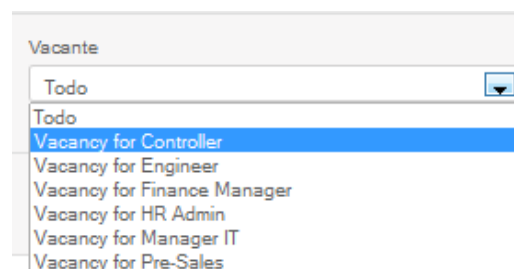 Vacante
Todo
Todo
Vacancy for Controller
Vacancy for Engineer
Vacancy for Finance Manager
Vacancy for HR Admin
Vacancy for Manager IT
Vacancy for Pre-Sales